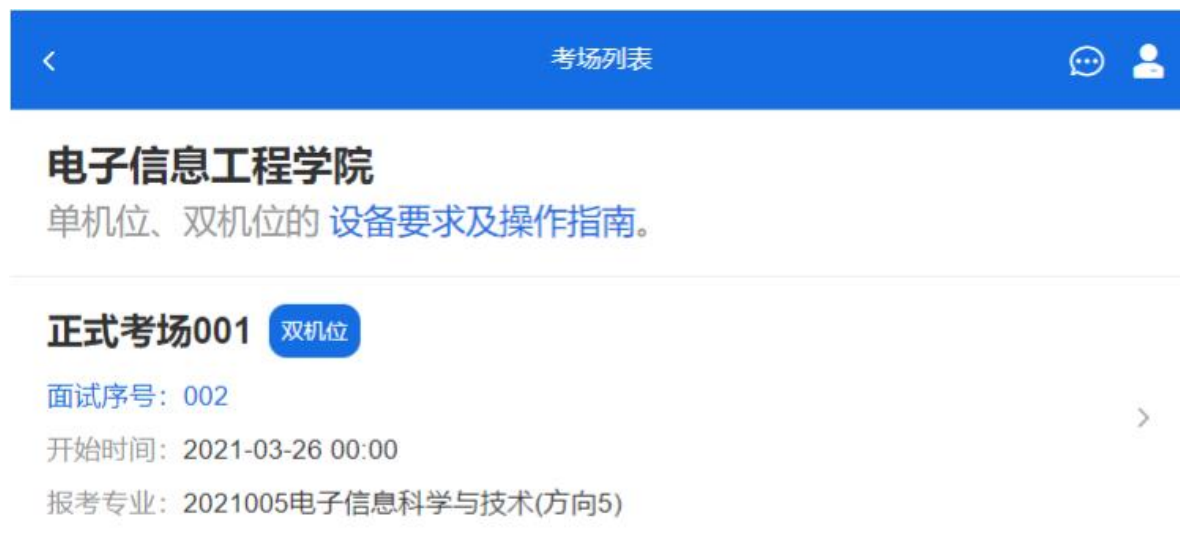 考场列表
电子信息工程学院
单机位、双机位的 设备要求及操作指南。
正式考场001 双机位
面试序号：002
开始时间：2021-03-26 00:00
报考专业：2021005电子信息科学与技术(方向5)